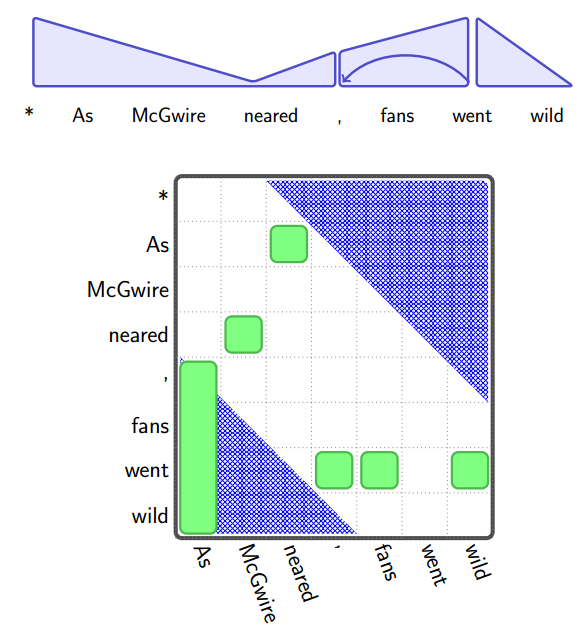 * As McGwire neared , fans went wild
*
As
McGwire
neared
,
fans
went
wild
As McGwire neared , fans went wild